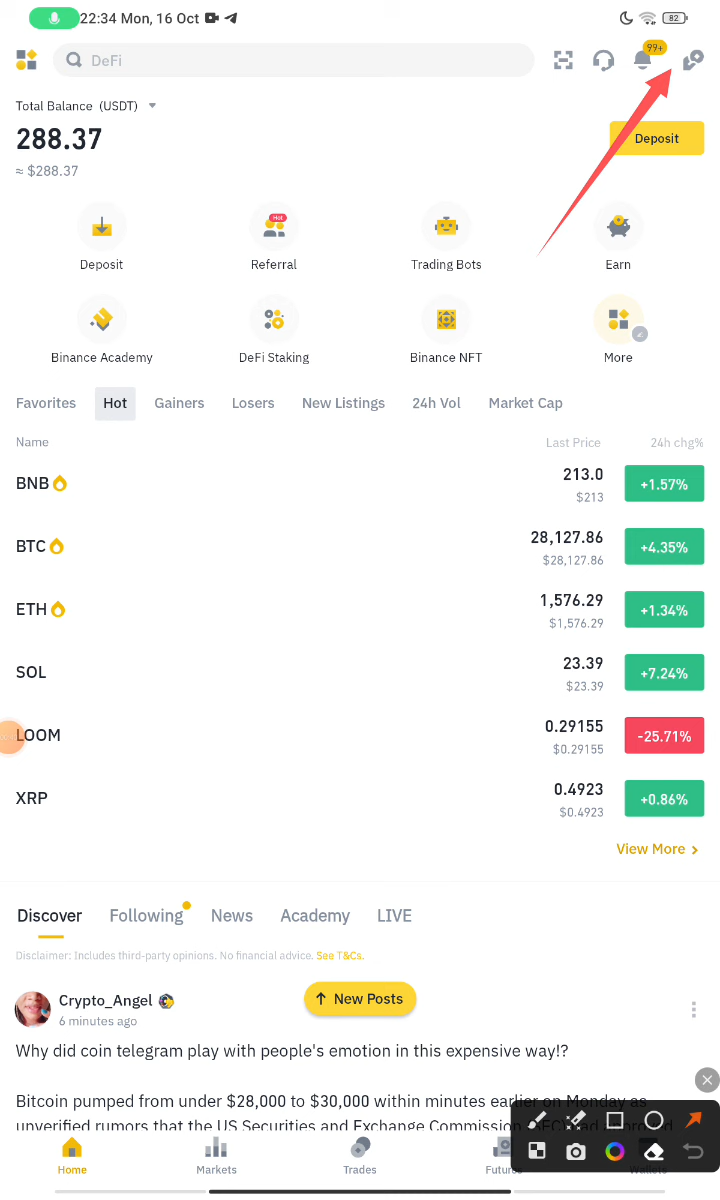 22:34 Mon, 16 Oct
82
DeFi
99+
Total Balance (USDT)
288.37
≈ $288.37
Deposit
Hot
Deposit
Referral
Trading Bots
Earn
Binance Academy
DeFi Staking
Binance NFT
More
Favorites
Hot
Gainers
Losers
New Listings
24h Vol
Market Cap
Name
Last Price
24h chg%
BNB
213.0
$213
+1.57%
BTC
28,127.86
$28,127.86
+4.35%
ETH
1,576.29
$1,576.29
+1.34%
SOL
23.39
$23.39
+7.24%
LOOM
0.29155
$0.29155
-25.71%
XRP
0.4923
$0.4923
+0.86%
View More
Discover
Following
News
Academy
LIVE
Disclaimer: Includes third-party opinions. No financial advice. See T&Cs.
Crypto_Angel
6 minutes ago
New Posts
Why did coin telegram play with people's emotion in this expensive way!?
Bitcoin pumped from under $28,000 to $30,000 within minutes earlier on Monday as
unverified rumors that the US Securities and Exchange Commission (SEC) had approved
Home
Markets
Trades
Futures
Wallets